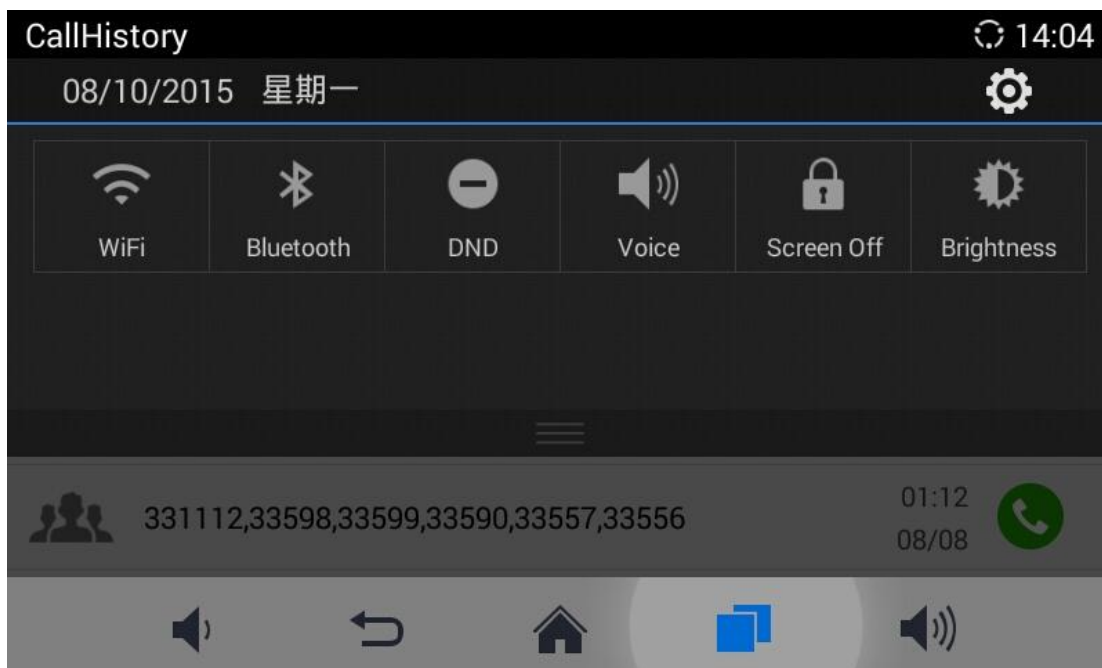 CallHistory 14:04
08/10/2015 星期一
WiFi Bluetooth DND Voice Screen Off Brightness
331112,33598,33599,33590,33557,33556 01:12
08/08